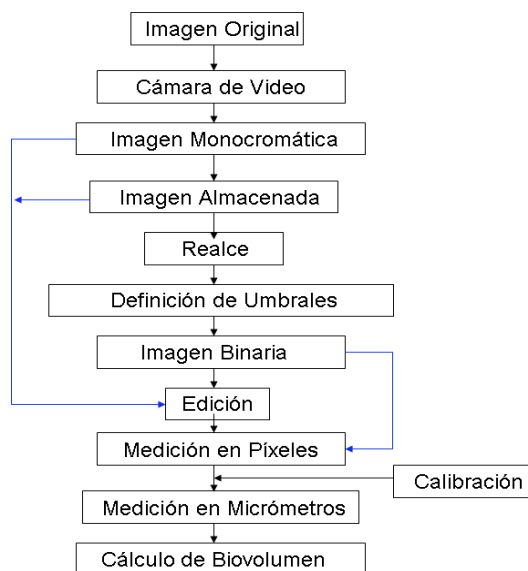 Imagen Original
Cámara de Video
Imagen Monocromática
Imagen Almacenada
Realce
Definición de Umbrales
Imagen Binaria
Edición
Medición en Píxeles
Calibración
Medición en Micrómetros
Cálculo de Biovolumen